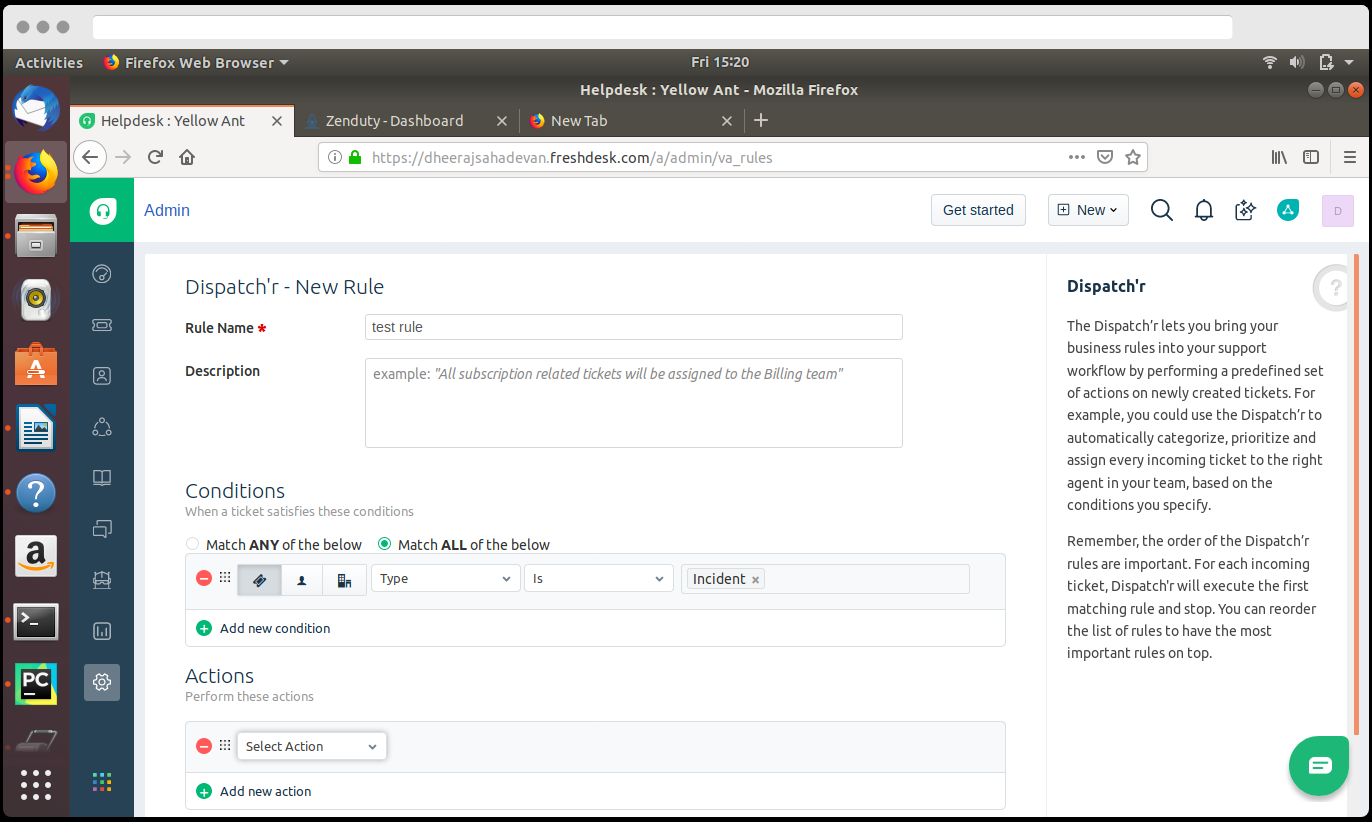 Activities Firefox Web Browser Fri 15:20
Helpdesk : Yellow Ant - Mozilla Firefox
Helpdesk : Yellow Ant Zenduty - Dashboard New Tab
https://dheerajsahadevan.freshdesk.com/a/admin/va_rules
Admin Get started New D
Dispatch'r - New Rule
Rule Name *
test rule
Description
example: "All subscription related tickets will be assigned to the Billing team"
Conditions
When a ticket satisfies these conditions
Match ANY of the below Match ALL of the below
Type Is Incident ×
Add new condition
Actions
Perform these actions
Select Action
Add new action
Dispatch'r
?
The Dispatch’r lets you bring your
business rules into your support
workflow by performing a predefined set
of actions on newly created tickets. For
example, you could use the Dispatch’r to
automatically categorize, prioritize and
assign every incoming ticket to the right
agent in your team, based on the
conditions you specify.
Remember, the order of the Dispatch’r
rules are important. For each incoming
ticket, Dispatch'r will execute the first
matching rule and stop. You can reorder
the list of rules to have the most
important rules on top.
A
?
a
>_
PC